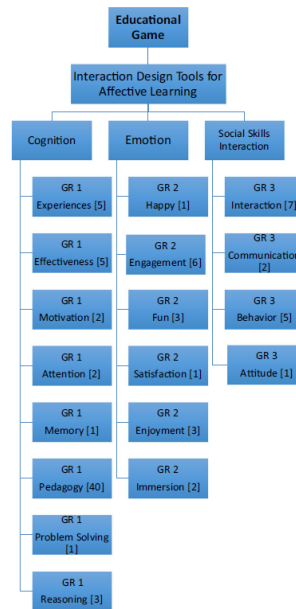 Educational
Game
Interaction Design Tools for
Affective Learning
Cognition
Emotion
Social Skills
Interaction
GR 1
Experiences [5]
GR 1
Effectiveness [5]
GR 1
Motivation [2]
GR 1
Attention [2]
GR 1
Memory [1]
GR 1
Pedagogy [40]
GR 1
Problem Solving
[1]
GR 1
Reasoning [3]
GR 2
Happy [1]
GR 2
Engagement [6]
GR 2
Fun [3]
GR 2
Satisfaction [1]
GR 2
Enjoyment [3]
GR 2
Immersion [2]
GR 3
Interaction [7]
GR 3
Communication
[2]
GR 3
Behavior [5]
GR 3
Attitude [1]